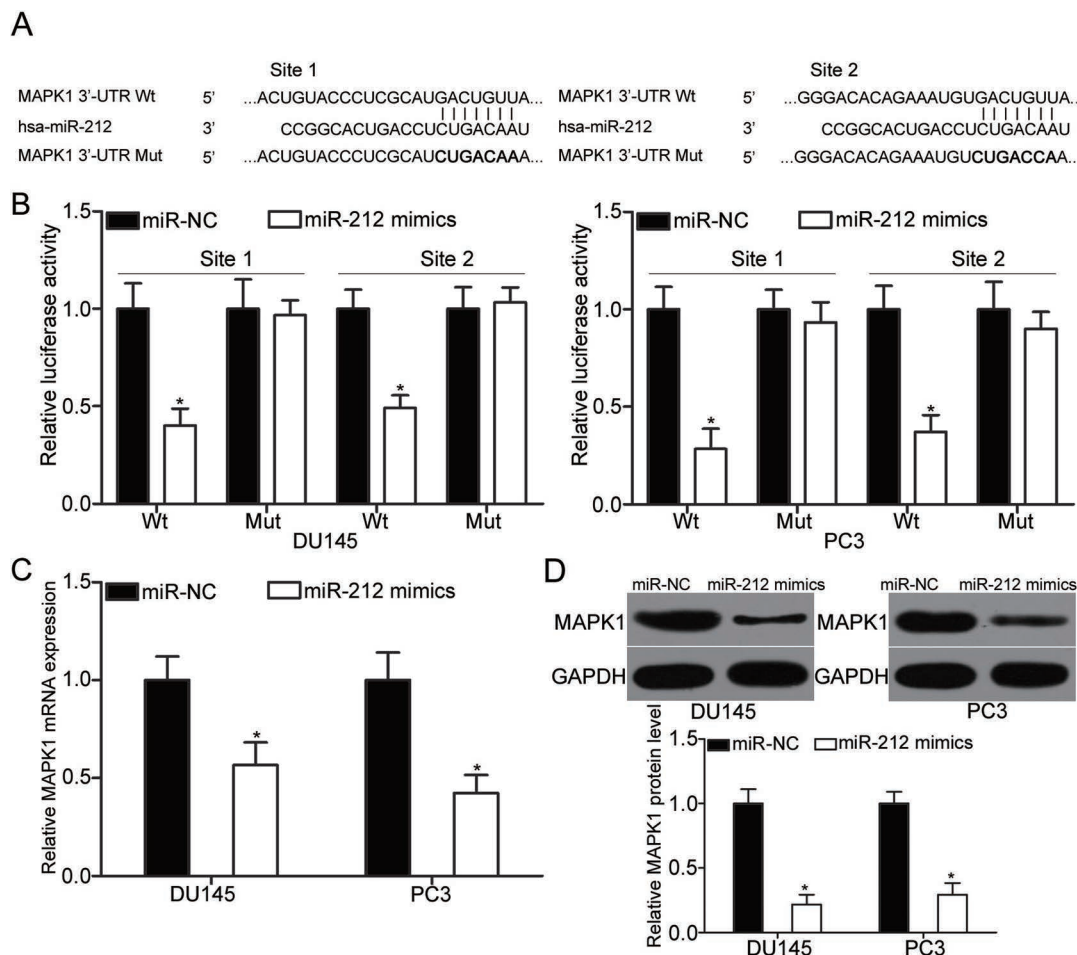 A
Site 1
MAPK1 3'-UTR Wt 5' ...ACUGUACCCUCGCAUGACUGUUA...
hsa-miR-212 3' CCGGCACUGACCUCUGACAAU
MAPK1 3'-UTR Mut 5' ...ACUGUACCCUCGCAUCUGACAAA...
Site 2
MAPK1 3'-UTR Wt 5' ...GGGACACAGAAAUGUGACUGUUA...
hsa-miR-212 3' CCGGCACUGACCUCUGACAAU
MAPK1 3'-UTR Mut 5' ...GGGACACAGAAAUGUCUGACCAA...
B
Relative luciferase activity
1.5
1.0
0.5
0.0
miR-NC miR-212 mimics
Site 1 Site 2
* *
Wt Mut Wt Mut
DU145
Relative luciferase activity
1.5
1.0
0.5
0.0
miR-NC miR-212 mimics
Site 1 Site 2
* *
Wt Mut Wt Mut
PC3
C
Relative MAPK1 mRNA expression
1.5
1.0
0.5
0.0
miR-NC miR-212 mimics
* *
DU145 PC3
D
miR-NC miR-212 mimics
MAPK1
GAPDH
DU145
miR-NC miR-212 mimics
MAPK1
GAPDH
PC3
Relative MAPK1 protein level
1.5
1.0
0.5
0.0
miR-NC miR-212 mimics
* *
DU145 PC3